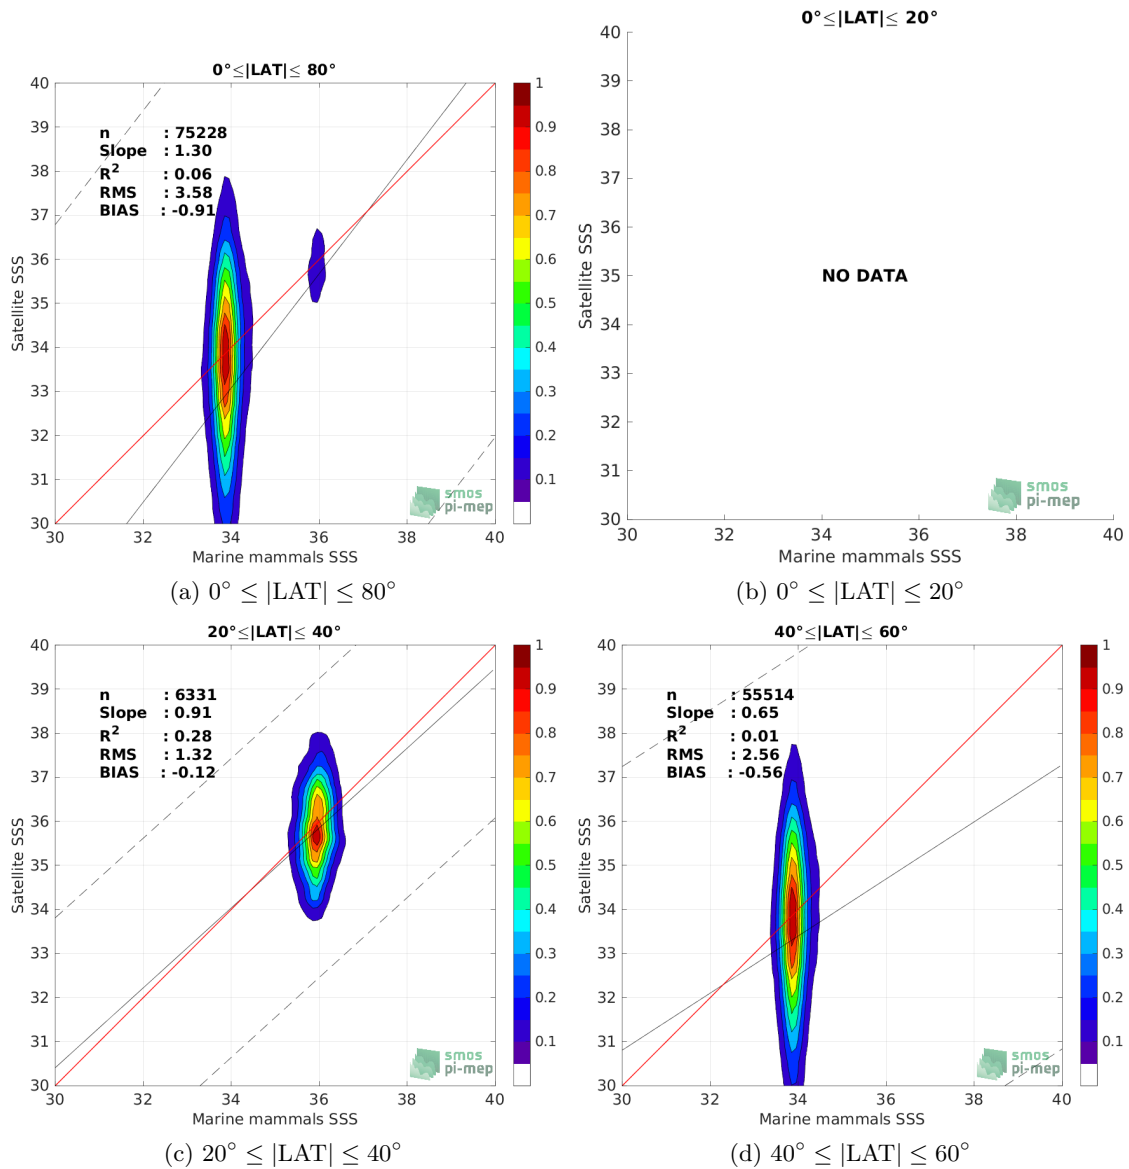 0°≤|LAT|≤ 80°
n : 75228
Slope : 1.30
R² : 0.06
RMS : 3.58
BIAS : -0.91
40
39
38
37
36
35
34
33
32
31
30
30 32 34 36 38 40
Satellite SSS
Marine mammals SSS
1
0.9
0.8
0.7
0.6
0.5
0.4
0.3
0.2
0.1
smos
pi-mep
(a) 0° ≤ |LAT| ≤ 80°
0°≤|LAT|≤ 20°
40
39
38
37
36
35
34
33
32
31
30
30 32 34 36 38 40
Satellite SSS
Marine mammals SSS
NO DATA
smos
pi-mep
(b) 0° ≤ |LAT| ≤ 20°
20°≤|LAT|≤ 40°
n : 6331
Slope : 0.91
R² : 0.28
RMS : 1.32
BIAS : -0.12
40
39
38
37
36
35
34
33
32
31
30
30 32 34 36 38 40
Satellite SSS
Marine mammals SSS
1
0.9
0.8
0.7
0.6
0.5
0.4
0.3
0.2
0.1
smos
pi-mep
(c) 20° ≤ |LAT| ≤ 40°
40°≤|LAT|≤ 60°
n : 55514
Slope : 0.65
R² : 0.01
RMS : 2.56
BIAS : -0.56
40
39
38
37
36
35
34
33
32
31
30
30 32 34 36 38 40
Satellite SSS
Marine mammals SSS
1
0.9
0.8
0.7
0.6
0.5
0.4
0.3
0.2
0.1
smos
pi-mep
(d) 40° ≤ |LAT| ≤ 60°